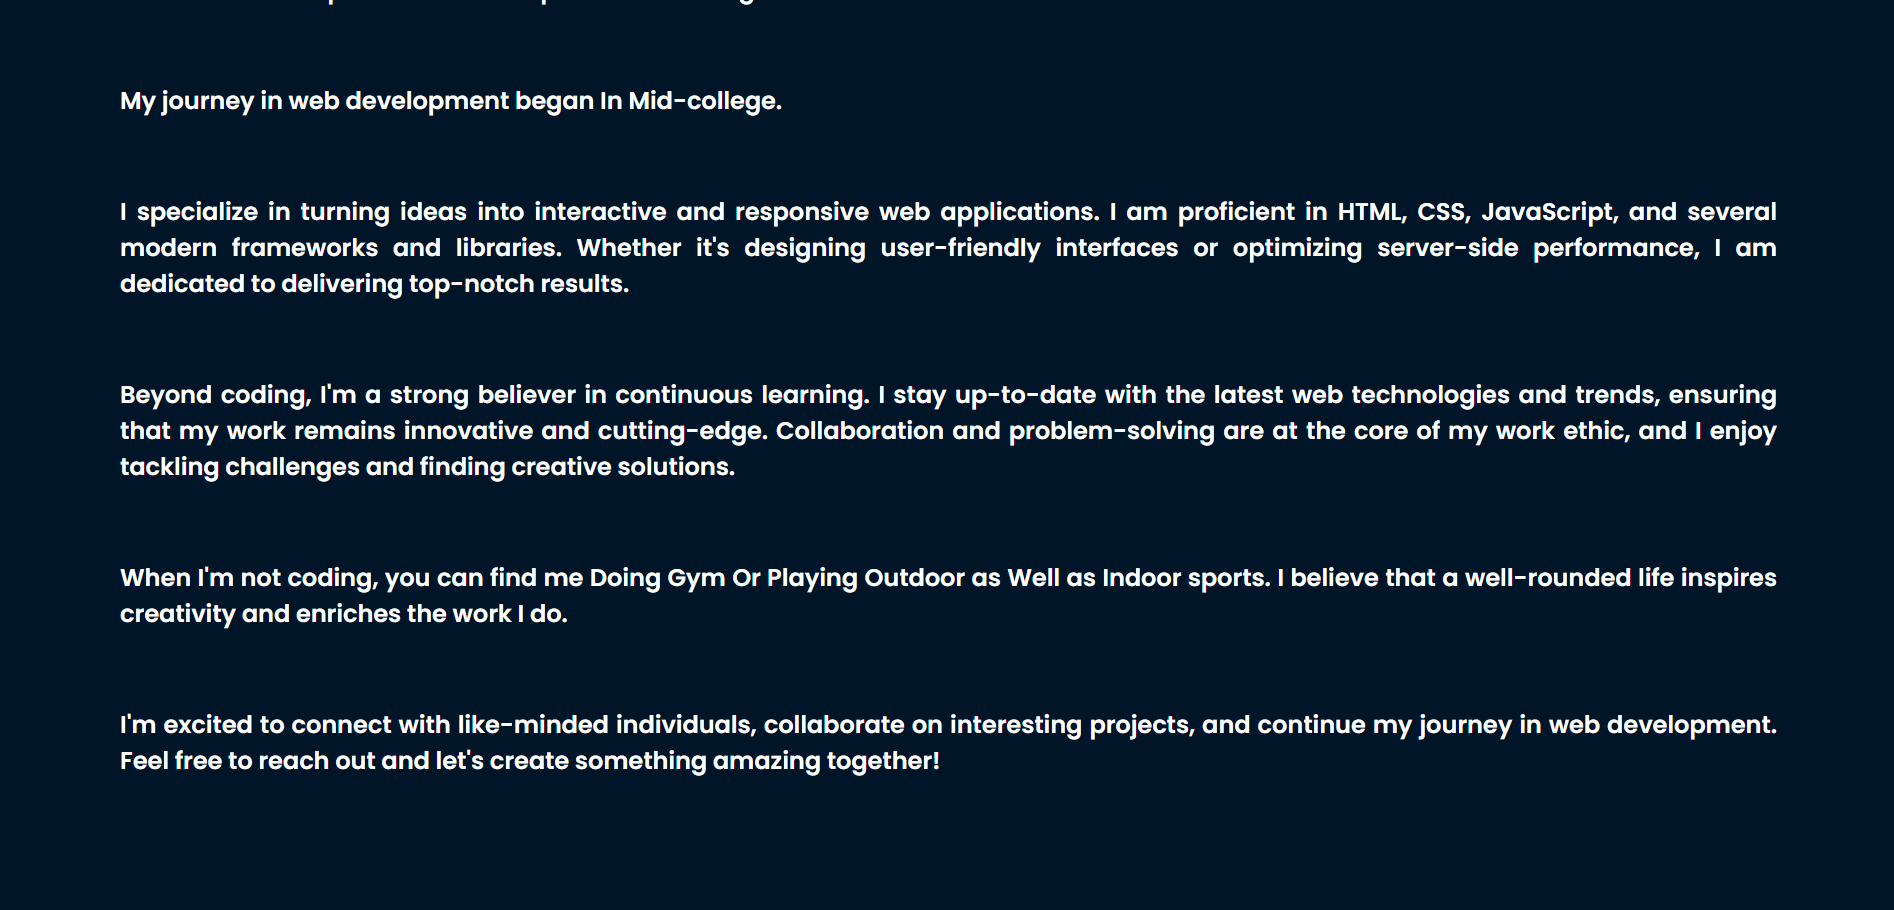 My journey in web development began In Mid-college.
I specialize in turning ideas into interactive and responsive web applications. I am proficient in HTML, CSS, JavaScript, and several
modern frameworks and libraries. Whether it's designing user-friendly interfaces or optimizing server-side performance, I am
dedicated to delivering top-notch results.
Beyond coding, I'm a strong believer in continuous learning. I stay up-to-date with the latest web technologies and trends, ensuring
that my work remains innovative and cutting-edge. Collaboration and problem-solving are at the core of my work ethic, and I enjoy
tackling challenges and finding creative solutions.
When I'm not coding, you can find me Doing Gym Or Playing Outdoor as Well as Indoor sports. I believe that a well-rounded life inspires
creativity and enriches the work I do.
I'm excited to connect with like-minded individuals, collaborate on interesting projects, and continue my journey in web development.
Feel free to reach out and let's create something amazing together!